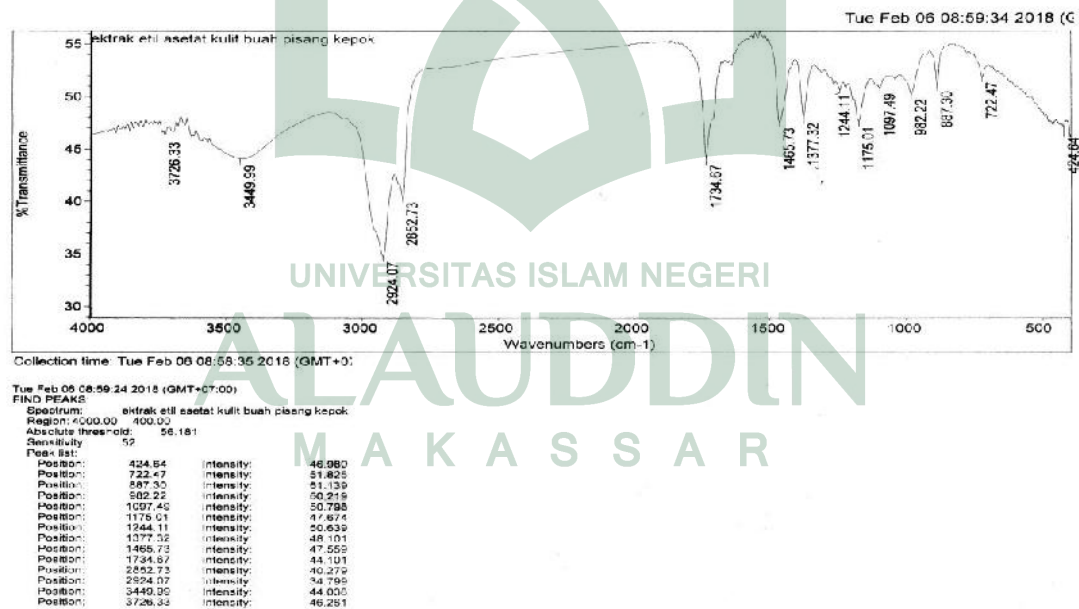 Tue Feb 06 08:59:34 2018 (G
ektrak etil asetat kulit buah pisang kepok
%Transmittance
55
50
45
40
35
30
3726.33
3449.99
2924.07
2852.73
1734.67
1465.73
1377.32
1244.11
1175.01
1097.49
982.22
887.30
722.47
424.64
4000 3500 3000 2500 2000 1500 1000 500
Wavenumbers (cm-1)
UNIVERSITAS ISLAM NEGERI
ALAUDDIN
MAKASSAR
Collection time: Tue Feb 06 08:58:35 2018 (GMT+0
Tue Feb 06 08:59:24 2018 (GMT+07:00)
FIND PEAKS:
Spectrum: ektrak etil asetat kulit buah pisang kepok
Region: 4000.00 400.00
Absolute threshold: 56.181
Sensitivity: 52
Peak list:
Position: 424.64 Intensity: 46.980
Position: 722.47 Intensity: 51.825
Position: 887.30 Intensity: 51.139
Position: 982.22 Intensity: 50.219
Position: 1097.49 Intensity: 50.798
Position: 1175.01 Intensity: 47.674
Position: 1244.11 Intensity: 50.639
Position: 1377.32 Intensity: 48.101
Position: 1465.73 Intensity: 47.559
Position: 1734.67 Intensity: 44.101
Position: 2852.73 Intensity: 40.279
Position: 2924.07 Intensity: 34.799
Position: 3449.99 Intensity:
Position: 3726.33 Intensity: 46.251